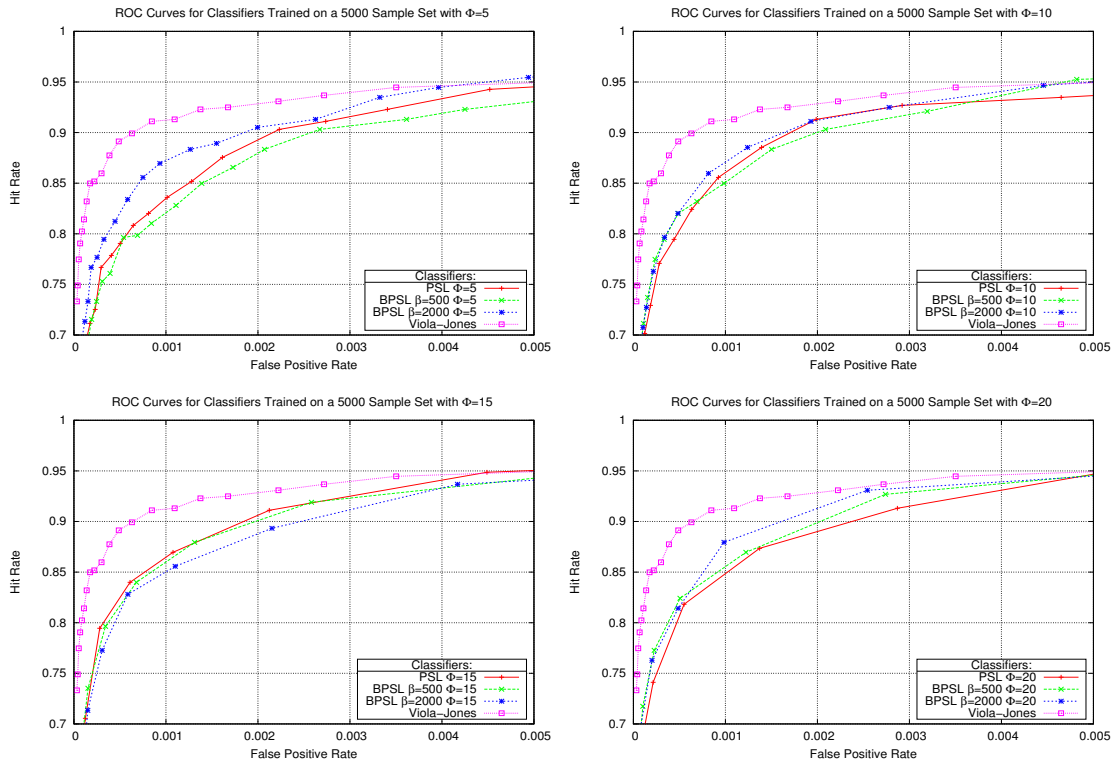 ROC Curves for Classifiers Trained on a 5000 Sample Set with Φ=5
1
0.95
0.9
0.85
0.8
0.75
0.7
Hit Rate
0
0.001
0.002
0.003
0.004
0.005
False Positive Rate
Classifiers:
PSL Φ=5
BPSL β=500 Φ=5
BPSL β=2000 Φ=5
Viola-Jones
ROC Curves for Classifiers Trained on a 5000 Sample Set with Φ=10
1
0.95
0.9
0.85
0.8
0.75
0.7
Hit Rate
0
0.001
0.002
0.003
0.004
0.005
False Positive Rate
Classifiers:
PSL Φ=10
BPSL β=500 Φ=10
BPSL β=2000 Φ=10
Viola-Jones
ROC Curves for Classifiers Trained on a 5000 Sample Set with Φ=15
1
0.95
0.9
0.85
0.8
0.75
0.7
Hit Rate
0
0.001
0.002
0.003
0.004
0.005
False Positive Rate
Classifiers:
PSL Φ=15
BPSL β=500 Φ=15
BPSL β=2000 Φ=15
Viola-Jones
ROC Curves for Classifiers Trained on a 5000 Sample Set with Φ=20
1
0.95
0.9
0.85
0.8
0.75
0.7
Hit Rate
0
0.001
0.002
0.003
0.004
0.005
False Positive Rate
Classifiers:
PSL Φ=20
BPSL β=500 Φ=20
BPSL β=2000 Φ=20
Viola-Jones